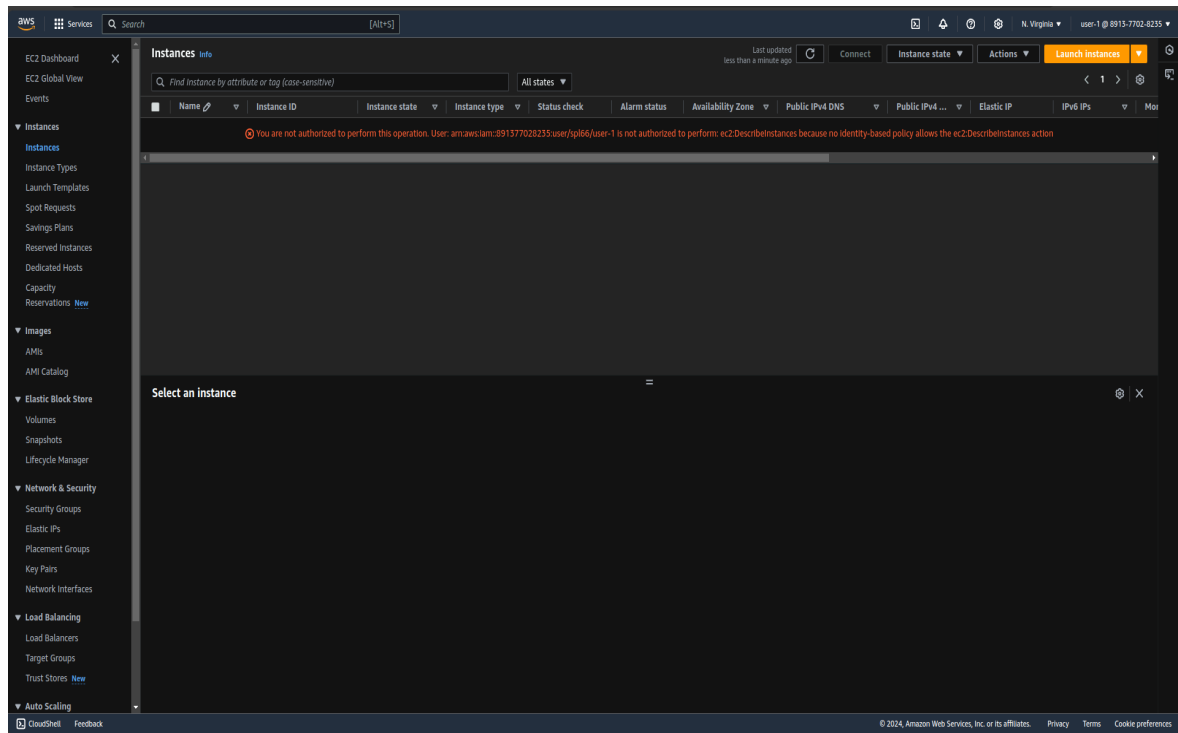 aws
Services
Search
[Alt+S]
N. Virginia
user-1 @ 8913-7702-8235
EC2 Dashboard
EC2 Global View
Events
Instances
Instances
Instance Types
Launch Templates
Spot Requests
Savings Plans
Reserved Instances
Dedicated Hosts
Capacity
Reservations New
Images
AMIs
AMI Catalog
Elastic Block Store
Volumes
Snapshots
Lifecycle Manager
Network & Security
Security Groups
Elastic IPs
Placement Groups
Key Pairs
Network Interfaces
Load Balancing
Load Balancers
Target Groups
Trust Stores New
Auto Scaling
Instances Info
Last updated
less than a minute ago
Connect
Instance state
Actions
Launch instances
Find Instance by attribute or tag (case-sensitive)
All states
1
Name
Instance ID
Instance state
Instance type
Status check
Alarm status
Availability Zone
Public IPv4 DNS
Public IPv4 ...
Elastic IP
IPv6 IPs
Mor
You are not authorized to perform this operation. User: arn:aws:iam::891377028235:user/spl66/user-1 is not authorized to perform: ec2:DescribeInstances because no identity-based policy allows the ec2:DescribeInstances action
Select an instance
CloudShell
Feedback
© 2024, Amazon Web Services, Inc. or its affiliates.
Privacy
Terms
Cookie preferences